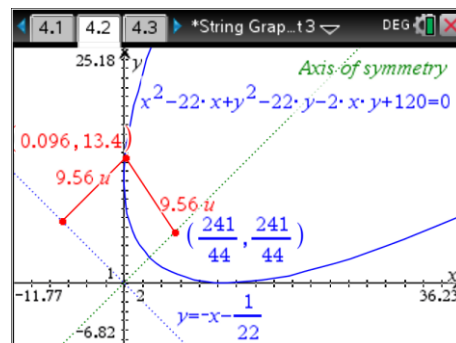 4.1 4.2 4.3 *String Grap…t 3 DEG
25.18 y
Axis of symmetry
x²-22·x+y²-22·y-2·x·y+120=0
0.096,13.4)
9.56 u
9.56 u
(241/44, 241/44)
1
x
-11.77 2 36.23
y=-x-1/22
-6.82